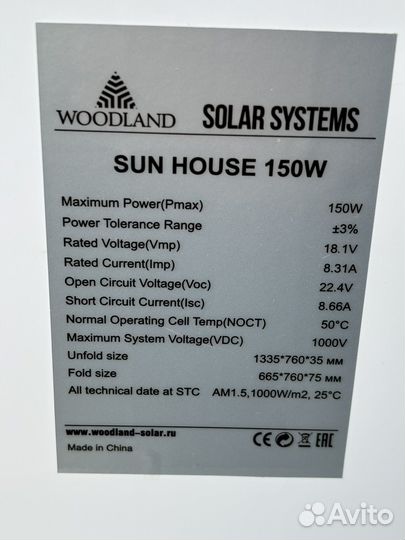 WOODLAND SOLAR SYSTEMS
SUN HOUSE 150W
Maximum Power(Pmax) 150W
Power Tolerance Range ±3%
Rated Voltage(Vmp) 18.1V
Rated Current(Imp) 8.31A
Open Circuit Voltage(Voc) 22.4V
Short Circuit Current(Isc) 8.66A
Normal Operating Cell Temp(NOCT) 50°C
Maximum System Voltage(VDC) 1000V
Unfold size 1335*760*35 мм
Fold size 665*760*75 мм
All technical date at STC AM1.5,1000W/m2, 25°C
www.woodland-solar.ru
Made in China
CE EAC
Avito